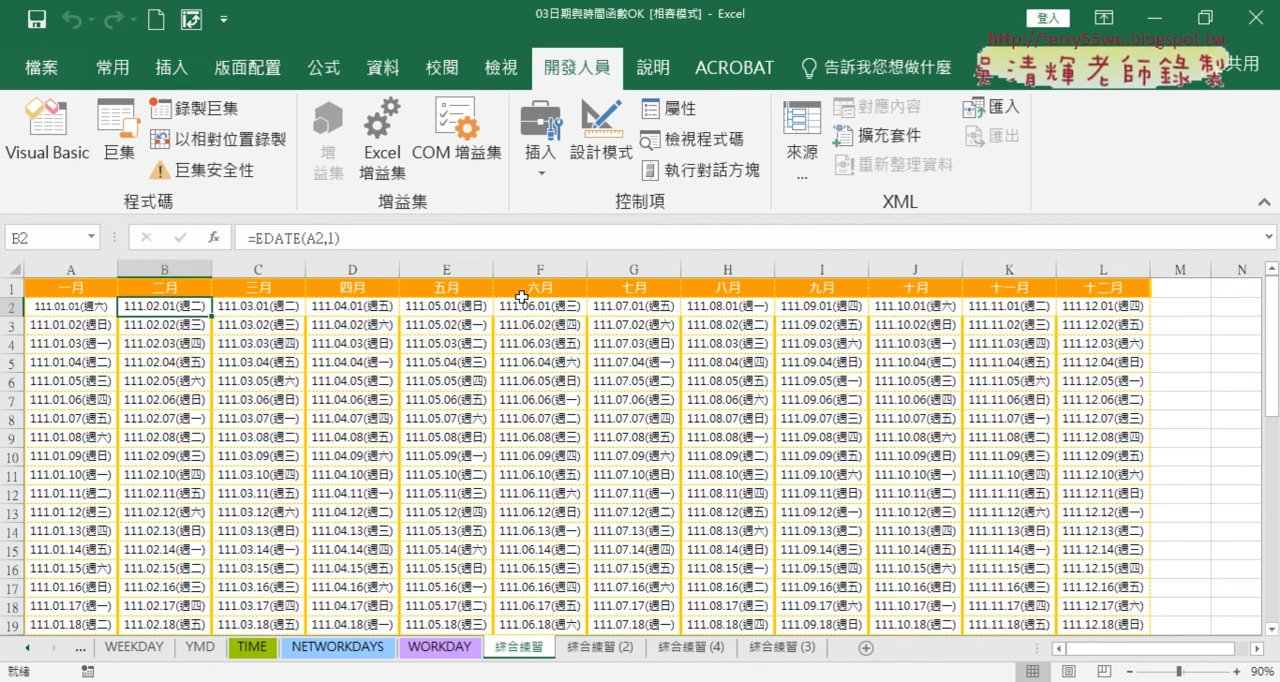 03日期與時間函數OK [相容模式] - Excel
登入
http://terry55wu.blogspot.tw
吳清輝老師錄製
檔案 常用 插入 版面配置 公式 資料 校閱 檢視 開發人員 說明 ACROBAT 告訴我您想做什麼 共用
Visual Basic 巨集 錄製巨集 以相對位置錄製 巨集安全性
程式碼
增益集 Excel 增益集 COM 增益集
增益集
插入 設計模式 屬性 檢視程式碼 執行對話方塊
控制項
來源... 對應內容 擴充套件 重新整理資料 匯入 匯出
XML
B2 fx =EDATE(A2,1)
A B C D E F G H I J K L M N
1 一月 二月 三月 四月 五月 六月 七月 八月 九月 十月 十一月 十二月
2 111.01.01(週六) 111.02.01(週二) 111.03.01(週二) 111.04.01(週五) 111.05.01(週日) 111.06.01(週三) 111.07.01(週五) 111.08.01(週一) 111.09.01(週四) 111.10.01(週六) 111.11.01(週二) 111.12.01(週四)
3 111.01.02(週日) 111.02.02(週三) 111.03.02(週三) 111.04.02(週六) 111.05.02(週一) 111.06.02(週四) 111.07.02(週六) 111.08.02(週二) 111.09.02(週五) 111.10.02(週日) 111.11.02(週三) 111.12.02(週五)
4 111.01.03(週一) 111.02.03(週四) 111.03.03(週四) 111.04.03(週日) 111.05.03(週二) 111.06.03(週五) 111.07.03(週日) 111.08.03(週三) 111.09.03(週六) 111.10.03(週一) 111.11.03(週四) 111.12.03(週六)
5 111.01.04(週二) 111.02.04(週五) 111.03.04(週五) 111.04.04(週一) 111.05.04(週三) 111.06.04(週六) 111.07.04(週一) 111.08.04(週四) 111.09.04(週日) 111.10.04(週二) 111.11.04(週五) 111.12.04(週日)
6 111.01.05(週三) 111.02.05(週六) 111.03.05(週六) 111.04.05(週二) 111.05.05(週四) 111.06.05(週日) 111.07.05(週二) 111.08.05(週五) 111.09.05(週一) 111.10.05(週三) 111.11.05(週六) 111.12.05(週一)
7 111.01.06(週四) 111.02.06(週日) 111.03.06(週日) 111.04.06(週三) 111.05.06(週五) 111.06.06(週一) 111.07.06(週三) 111.08.06(週六) 111.09.06(週二) 111.10.06(週四) 111.11.06(週日) 111.12.06(週二)
8 111.01.07(週五) 111.02.07(週一) 111.03.07(週一) 111.04.07(週四) 111.05.07(週六) 111.06.07(週二) 111.07.07(週四) 111.08.07(週日) 111.09.07(週三) 111.10.07(週五) 111.11.07(週一) 111.12.07(週三)
9 111.01.08(週六) 111.02.08(週二) 111.03.08(週二) 111.04.08(週五) 111.05.08(週日) 111.06.08(週三) 111.07.08(週五) 111.08.08(週一) 111.09.08(週四) 111.10.08(週六) 111.11.08(週二) 111.12.08(週四)
10 111.01.09(週日) 111.02.09(週三) 111.03.09(週三) 111.04.09(週六) 111.05.09(週一) 111.06.09(週四) 111.07.09(週六) 111.08.09(週二) 111.09.09(週五) 111.10.09(週日) 111.11.09(週三) 111.12.09(週五)
11 111.01.10(週一) 111.02.10(週四) 111.03.10(週四) 111.04.10(週日) 111.05.10(週二) 111.06.10(週五) 111.07.10(週日) 111.08.10(週三) 111.09.10(週六) 111.10.10(週一) 111.11.10(週四) 111.12.10(週六)
12 111.01.11(週二) 111.02.11(週五) 111.03.11(週五) 111.04.11(週一) 111.05.11(週三) 111.06.11(週六) 111.07.11(週一) 111.08.11(週四) 111.09.11(週日) 111.10.11(週二) 111.11.11(週五) 111.12.11(週日)
13 111.01.12(週三) 111.02.12(週六) 111.03.12(週六) 111.04.12(週二) 111.05.12(週四) 111.06.12(週日) 111.07.12(週二) 111.08.12(週五) 111.09.12(週一) 111.10.12(週三) 111.11.12(週六) 111.12.12(週一)
14 111.01.13(週四) 111.02.13(週日) 111.03.13(週日) 111.04.13(週三) 111.05.13(週五) 111.06.13(週一) 111.07.13(週三) 111.08.13(週六) 111.09.13(週二) 111.10.13(週四) 111.11.13(週日) 111.12.13(週二)
15 111.01.14(週五) 111.02.14(週一) 111.03.14(週一) 111.04.14(週四) 111.05.14(週六) 111.06.14(週二) 111.07.14(週四) 111.08.14(週日) 111.09.14(週三) 111.10.14(週五) 111.11.14(週一) 111.12.14(週三)
16 111.01.15(週六) 111.02.15(週二) 111.03.15(週二) 111.04.15(週五) 111.05.15(週日) 111.06.15(週三) 111.07.15(週五) 111.08.15(週一) 111.09.15(週四) 111.10.15(週六) 111.11.15(週二) 111.12.15(週四)
17 111.01.16(週日) 111.02.16(週三) 111.03.16(週三) 111.04.16(週六) 111.05.16(週一) 111.06.16(週四) 111.07.16(週六) 111.08.16(週二) 111.09.16(週五) 111.10.16(週日) 111.11.16(週三) 111.12.16(週五)
18 111.01.17(週一) 111.02.17(週四) 111.03.17(週四) 111.04.17(週日) 111.05.17(週二) 111.06.17(週五) 111.07.17(週日) 111.08.17(週三) 111.09.17(週六) 111.10.17(週一) 111.11.17(週四) 111.12.17(週六)
19 111.01.18(週二) 111.02.18(週五) 111.03.18(週五) 111.04.18(週一) 111.05.18(週三) 111.06.18(週六) 111.07.18(週一) 111.08.18(週四) 111.09.18(週日) 111.10.18(週二) 111.11.18(週五) 111.12.18(週日)
... WEEKDAY YMD TIME NETWORKDAYS WORKDAY 綜合練習 綜合練習 (2) 綜合練習 (4) 綜合練習 (3)
就緒 90%